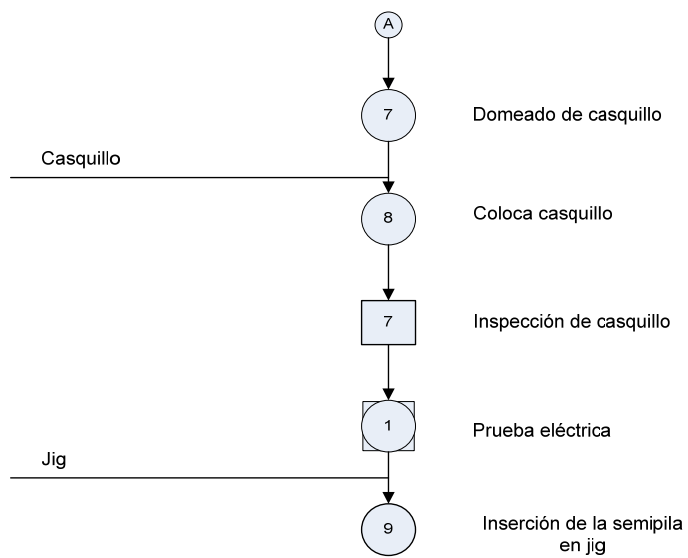 A
7
Domeado de casquillo
Casquillo
8
Coloca casquillo
7
Inspección de casquillo
1
Prueba eléctrica
Jig
9
Inserción de la semipila
en jig